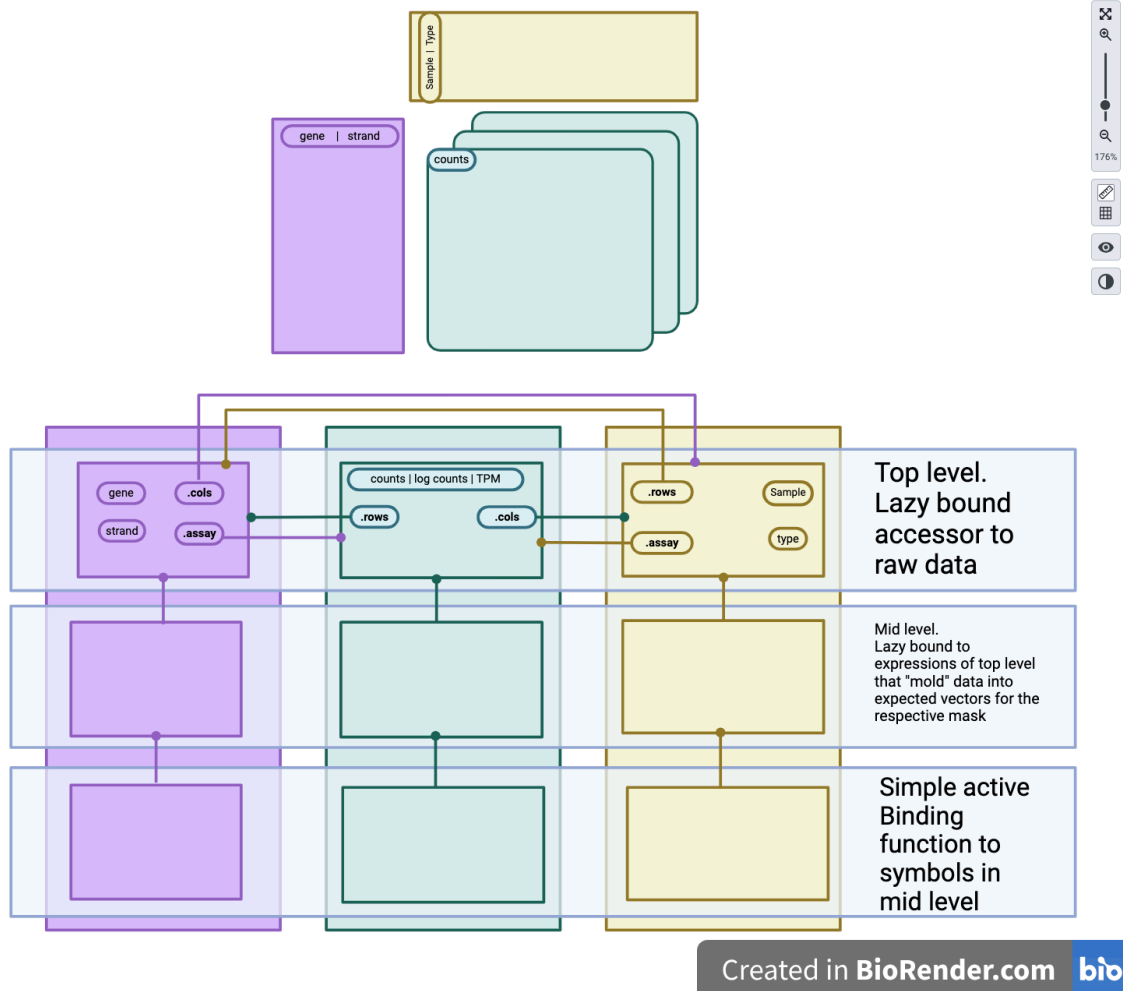 Sample | Type
gene | strand
counts
gene
.cols
strand
.assay
counts | log counts | TPM
.rows
.cols
.rows
Sample
.assay
type
Top level.
Lazy bound
accessor to
raw data
Mid level.
Lazy bound to
expressions of top level
that "mold" data into
expected vectors for the
respective mask
Simple active
Binding
function to
symbols in
mid level
176%
Created in BioRender.com
bio